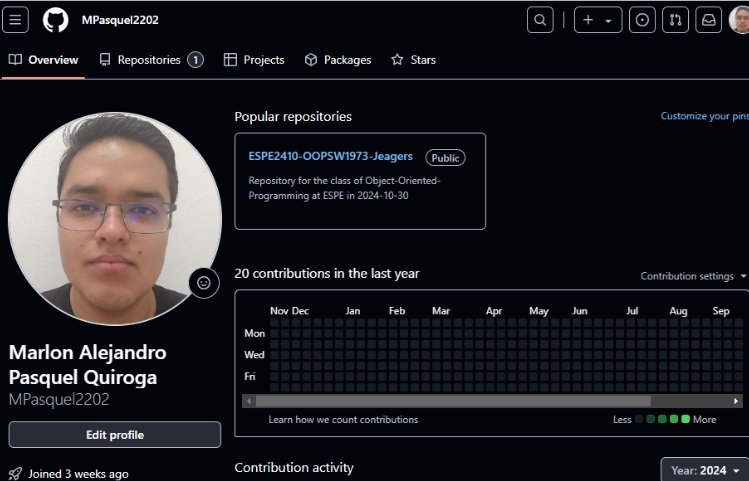 MPasquel2202
Overview
Repositories 1
Projects
Packages
Stars
Popular repositories
Customize your pins
ESPE2410-OOPSW1973-Jeagers
Public
Repository for the class of Object-Oriented-
Programming at ESPE in 2024-10-30
20 contributions in the last year
Contribution settings
Nov Dec Jan Feb Mar Apr May Jun Jul Aug Sep
Mon
Wed
Fri
Learn how we count contributions
Less More
Marlon Alejandro
Pasquel Quiroga
MPasquel2202
Edit profile
Joined 3 weeks ago
Contribution activity
Year: 2024